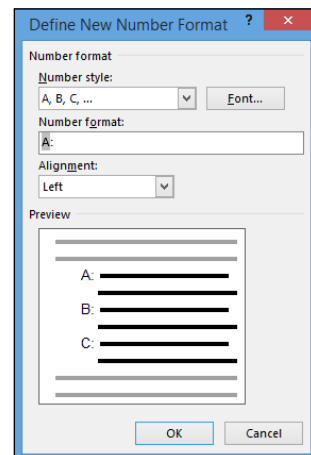 Define New Number Format ? ×
Number format
Number style:
A, B, C, ... Font...
Number format:
A:
Alignment:
Left
Preview
A:
B:
C:
OK Cancel